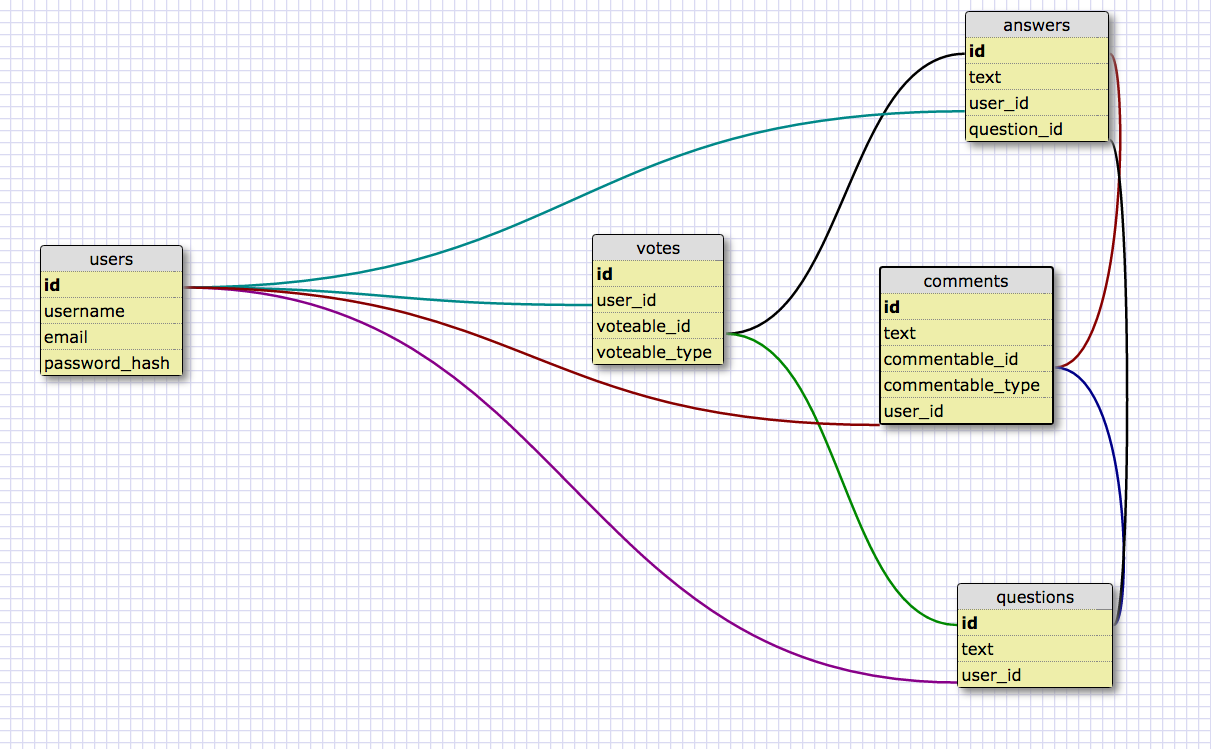 answers
id
text
user_id
question_id
users
id
username
email
password_hash
votes
id
user_id
voteable_id
voteable_type
comments
id
text
commentable_id
commentable_type
user_id
questions
id
text
user_id